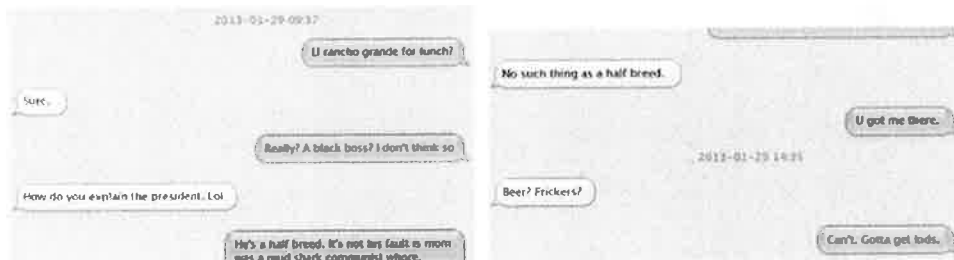 2013-01-29 09:37
U rancho grande for lunch?
Sure.
Really? A black boss? I don't think so
How do you explain the president. Lol
He's a half breed. It's not his fault is mom
was a mud shark communist whore.
No such thing as a half breed.
U got me there.
2013-01-29 14:35
Beer? Frickers?
Can't. Gotta get lods.